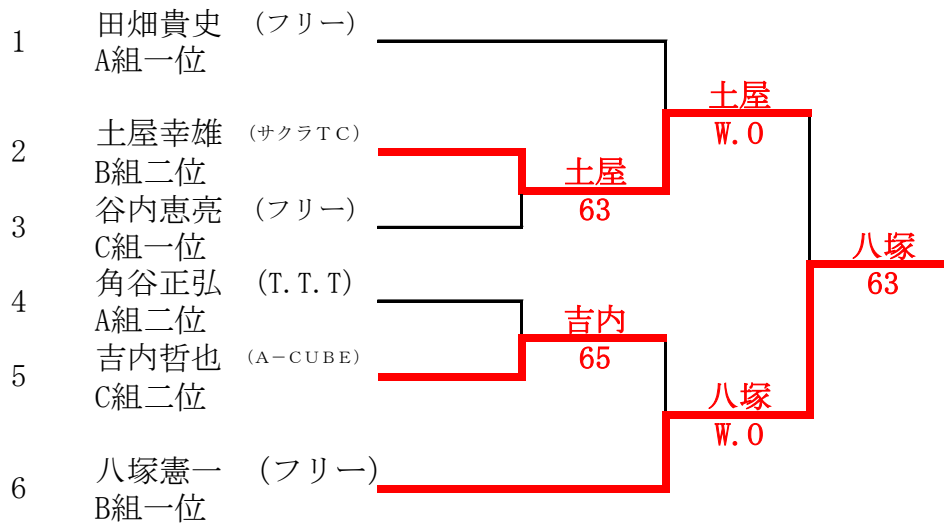 1 田畑貴史 (フリー)
A組一位
2 土屋幸雄 (サクラTC)
B組二位
3 谷内恵亮 (フリー)
C組一位
4 角谷正弘 (T.T.T)
A組二位
5 吉内哲也 (A-CUBE)
C組二位
6 八塚憲一 (フリー)
B組一位
土屋
63
吉内
65
土屋
W.O
八塚
W.O
八塚
63